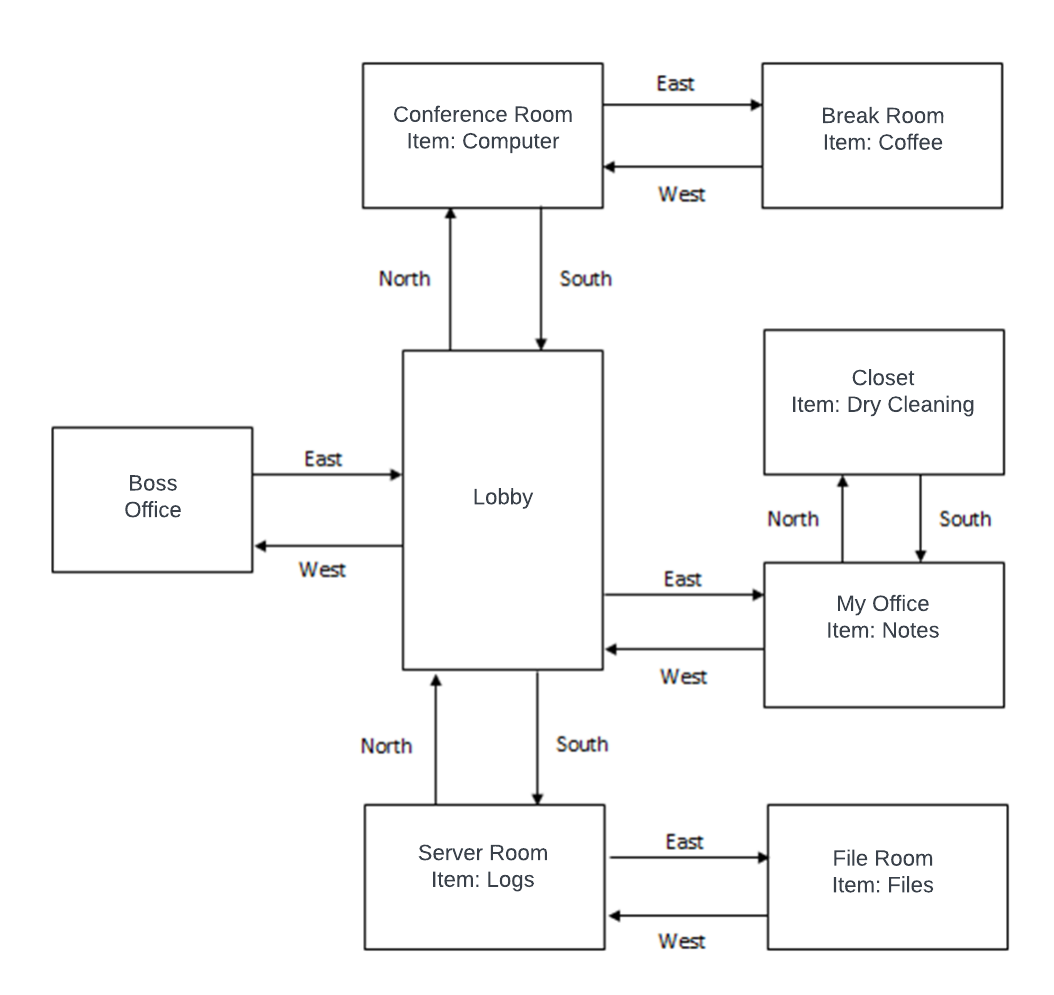 Conference Room
Item: Computer
East
West
Break Room
Item: Coffee
North
South
Closet
Item: Dry Cleaning
Boss
Office
East
West
Lobby
North
South
East
West
My Office
Item: Notes
North
South
Server Room
Item: Logs
East
West
File Room
Item: Files